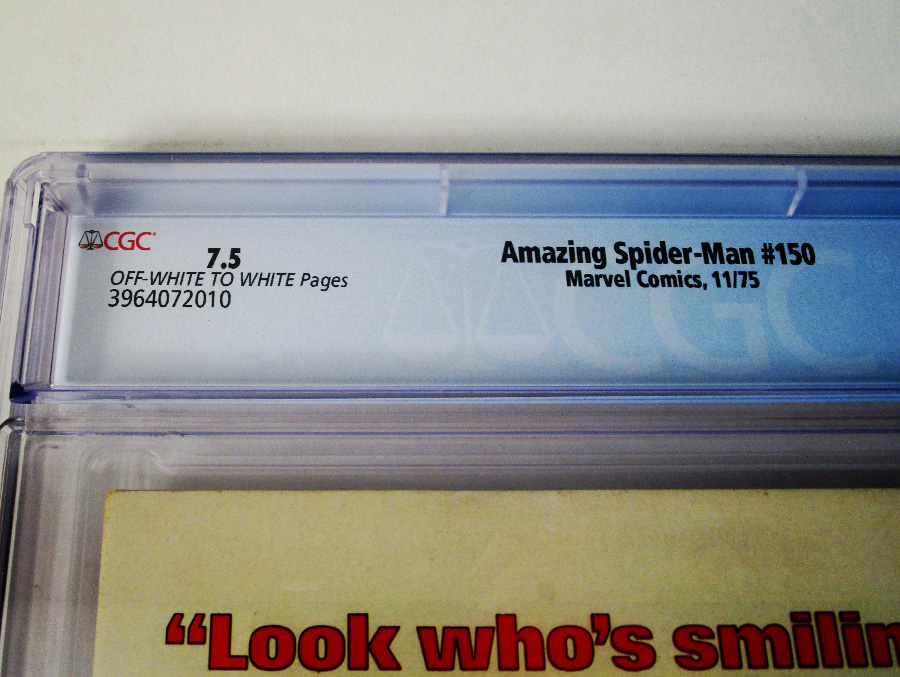 CGC
7.5
OFF-WHITE TO WHITE Pages
3964072010
Amazing Spider-Man #150
Marvel Comics, 11/75
CGC
“Look who's smilin